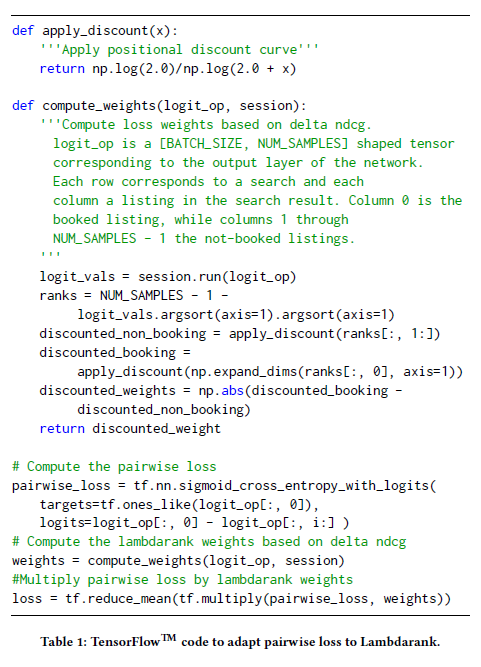 def apply_discount(x):
    '''Apply positional discount curve'''
    return np.log(2.0)/np.log(2.0 + x)

def compute_weights(logit_op, session):
    '''Compute loss weights based on delta ndcg.
      logit_op is a [BATCH_SIZE, NUM_SAMPLES] shaped tensor
      corresponding to the output layer of the network.
      Each row corresponds to a search and each
      column a listing in the search result. Column 0 is the
      booked listing, while columns 1 through
      NUM_SAMPLES - 1 the not-booked listings.
    '''
    logit_vals = session.run(logit_op)
    ranks = NUM_SAMPLES - 1 -
         logit_vals.argsort(axis=1).argsort(axis=1)
    discounted_non_booking = apply_discount(ranks[:, 1:])
    discounted_booking =
         apply_discount(np.expand_dims(ranks[:, 0], axis=1))
    discounted_weights = np.abs(discounted_booking -
         discounted_non_booking)
    return discounted_weight

# Compute the pairwise loss
pairwise_loss = tf.nn.sigmoid_cross_entropy_with_logits(
    targets=tf.ones_like(logit_op[:, 0]),
    logits=logit_op[:, 0] - logit_op[:, i:] )
# Compute the lambdarank weights based on delta ndcg
weights = compute_weights(logit_op, session)
#Multiply pairwise loss by lambdarank weights
loss = tf.reduce_mean(tf.multiply(pairwise_loss, weights))

Table 1: TensorFlow™ code to adapt pairwise loss to Lambdarank.